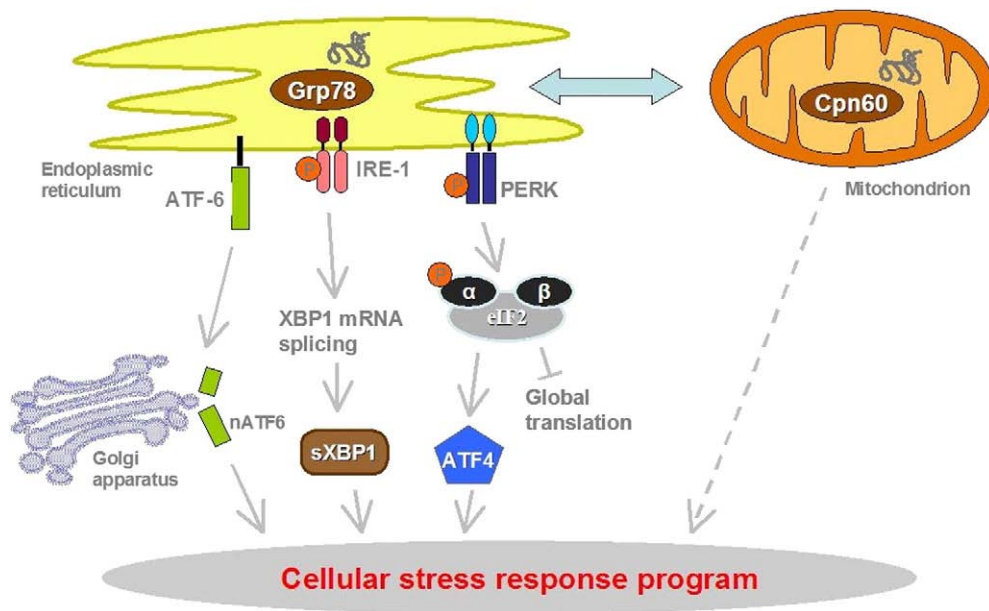 Grp78
Cpn60
Endoplasmic
reticulum
ATF-6
P
IRE-1
P
PERK
Mitochondrion
P
α
β
eIF2
XBP1 mRNA
splicing
Global
translation
nATF6
Golgi
apparatus
sXBP1
ATF4
Cellular stress response program